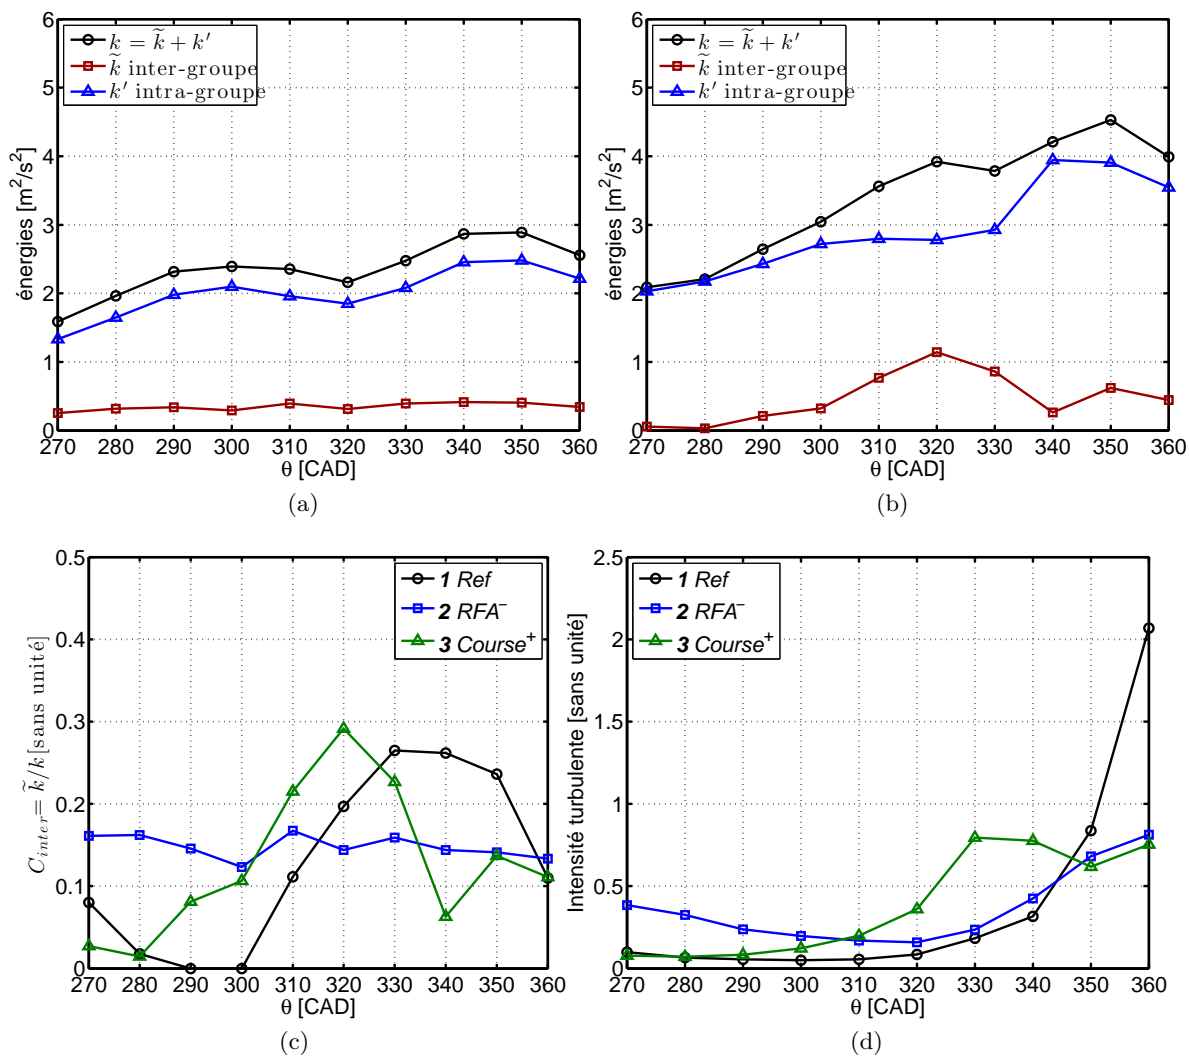 k = k̃ + k′
k̃ inter-groupe
k′ intra-groupe
énergies [m²/s²]
6
5
4
3
2
1
0
270 280 290 300 310 320 330 340 350 360
θ [CAD]
(a)
k = k̃ + k′
k̃ inter-groupe
k′ intra-groupe
énergies [m²/s²]
6
5
4
3
2
1
0
270 280 290 300 310 320 330 340 350 360
θ [CAD]
(b)
1 Ref
2 RFA⁻
3 Course⁺
C_inter = k̃/k [sans unité]
0.5
0.4
0.3
0.2
0.1
0
270 280 290 300 310 320 330 340 350 360
θ [CAD]
(c)
1 Ref
2 RFA⁻
3 Course⁺
Intensité turbulente [sans unité]
2.5
2
1.5
1
0.5
0
270 280 290 300 310 320 330 340 350 360
θ [CAD]
(d)